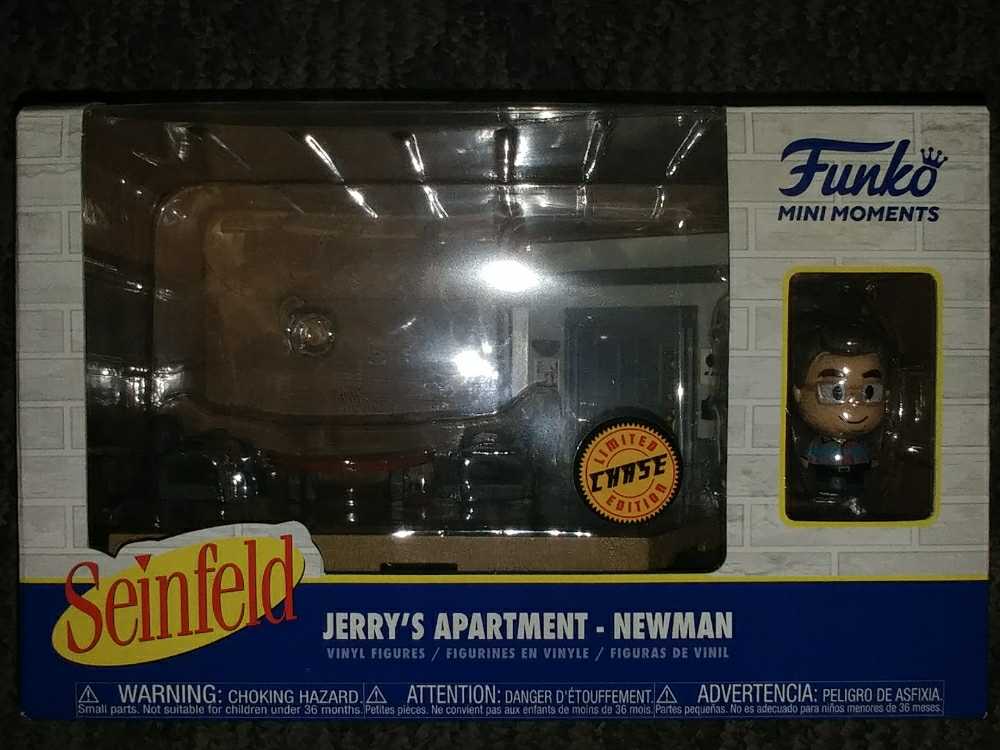 Funko
MINI MOMENTS
LIMITED
CHASE
EDITION
Seinfeld
JERRY'S APARTMENT - NEWMAN
VINYL FIGURES / FIGURINES EN VINYLE / FIGURAS DE VINIL
WARNING: CHOKING HAZARD.
Small parts. Not suitable for children under 36 months.
ATTENTION: DANGER D'ÉTOUFFEMENT.
Petites pièces. Ne convient pas aux enfants de moins de 36 mois.
ADVERTENCIA: PELIGRO DE ASFIXIA.
Partes pequeñas. No es adecuado para niños menores de 36 meses.